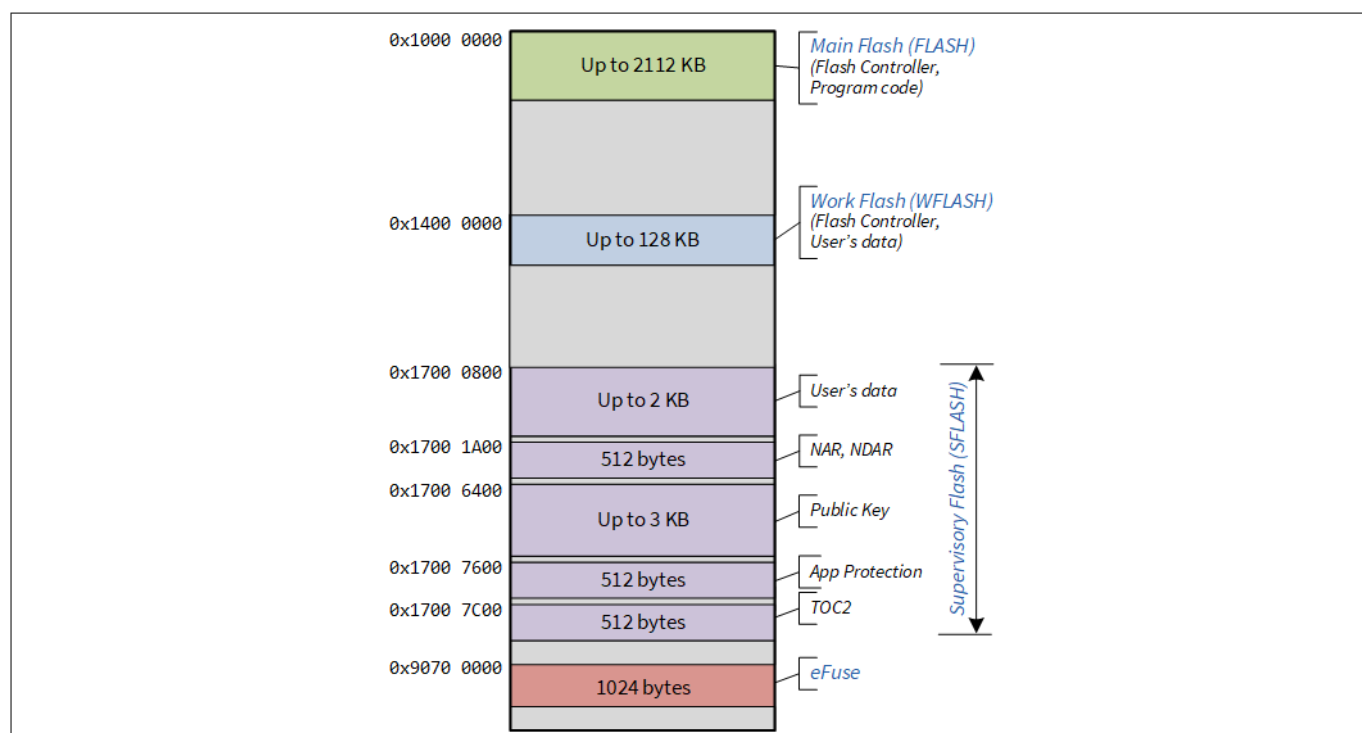 0x1000 0000
Up to 2112 KB
Main Flash (FLASH)
(Flash Controller,
Program code)
0x1400 0000
Up to 128 KB
Work Flash (WFLASH)
(Flash Controller,
User's data)
0x1700 0800
Up to 2 KB
User's data
0x1700 1A00
512 bytes
NAR, NDAR
0x1700 6400
Up to 3 KB
Public Key
0x1700 7600
512 bytes
App Protection
0x1700 7C00
512 bytes
TOC2
Supervisory Flash (SFLASH)
0x9070 0000
1024 bytes
eFuse